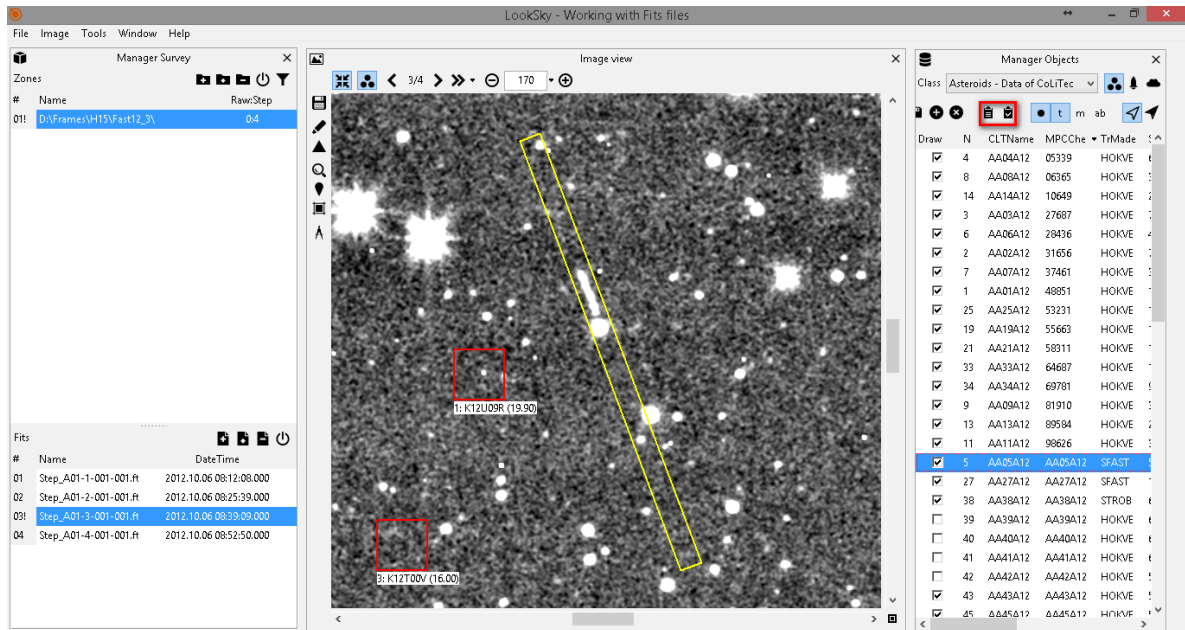 LookSky - Working with Fits files
File Image Tools Window Help
Manager Survey
Zones
# Name Raw:Step
01! D:\Frames\H15\Fast12_3\ 0:4
Fits
# Name DateTime
01 Step_A01-1-001-001.ft 2012.10.06 08:12:08.000
02 Step_A01-2-001-001.ft 2012.10.06 08:25:39.000
03! Step_A01-3-001-001.ft 2012.10.06 08:39:09.000
04 Step_A01-4-001-001.ft 2012.10.06 08:52:50.000
Image view
3/4 170
1: K12U09R (19.90)
3: K12T00V (16.00)
Manager Objects
Class Asteroids - Data of CoLiTec
t m ab
Draw N CLTName MPCChe TrMade
4 AA04A12 05339 HOKVE
8 AA08A12 06365 HOKVE
14 AA14A12 10649 HOKVE
3 AA03A12 27687 HOKVE
6 AA06A12 28436 HOKVE
2 AA02A12 31656 HOKVE
7 AA07A12 37461 HOKVE
1 AA01A12 48851 HOKVE
25 AA25A12 53231 HOKVE
19 AA19A12 55663 HOKVE
21 AA21A12 58311 HOKVE
33 AA33A12 64687 HOKVE
34 AA34A12 69781 HOKVE
9 AA09A12 81910 HOKVE
13 AA13A12 89584 HOKVE
11 AA11A12 98626 HOKVE
5 AA05A12 AA05A12 SFAST
27 AA27A12 AA27A12 SFAST
38 AA38A12 AA38A12 STROB
39 AA39A12 AA39A12 HOKVE
40 AA40A12 AA40A12 HOKVE
41 AA41A12 AA41A12 HOKVE
42 AA42A12 AA42A12 HOKVE
43 AA43A12 AA43A12 HOKVE
45 AA45A12 AA45A12 HOKVE